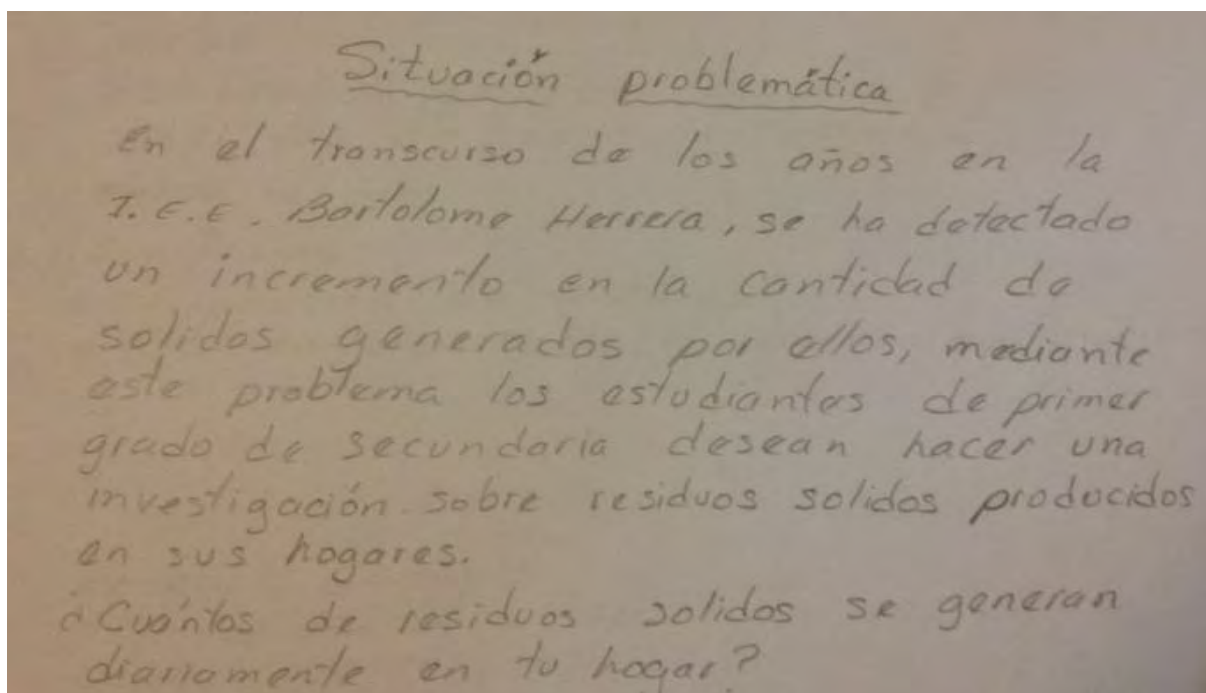 Situación problemática
En el transcurso de los años en la
I.E.E. Bartolome Herrera, se ha detectado
un incremento en la cantidad de
solidos generados por ellos, mediante
este problema los estudiantes de primer
grado de secundaria desean hacer una
investigación sobre residuos solidos producidos
en sus hogares.
¿Cuántos de residuos solidos se generan
diariamente en tu hogar?